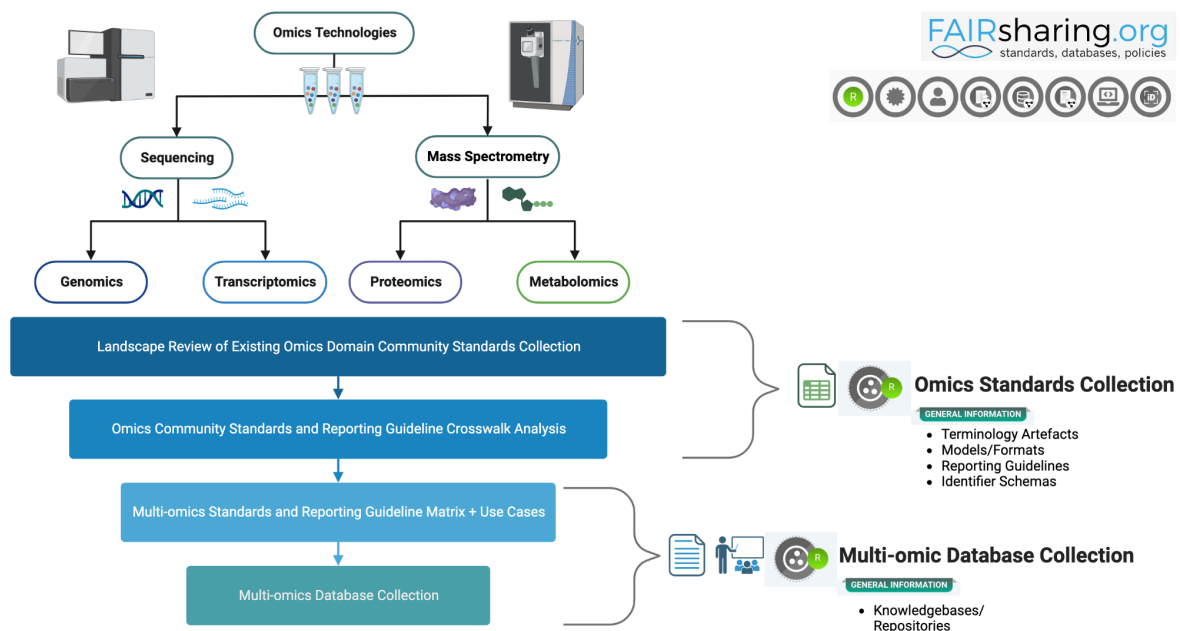 Omics Technologies
FAIRsharing.org
standards, databases, policies
R
iD
Sequencing
Mass Spectrometry
Genomics
Transcriptomics
Proteomics
Metabolomics
Landscape Review of Existing Omics Domain Community Standards Collection
Omics Community Standards and Reporting Guideline Crosswalk Analysis
Multi-omics Standards and Reporting Guideline Matrix + Use Cases
Multi-omics Database Collection
R
Omics Standards Collection
GENERAL INFORMATION
• Terminology Artefacts
• Models/Formats
• Reporting Guidelines
• Identifier Schemas
R
Multi-omic Database Collection
GENERAL INFORMATION
• Knowledgebases/
Repositories